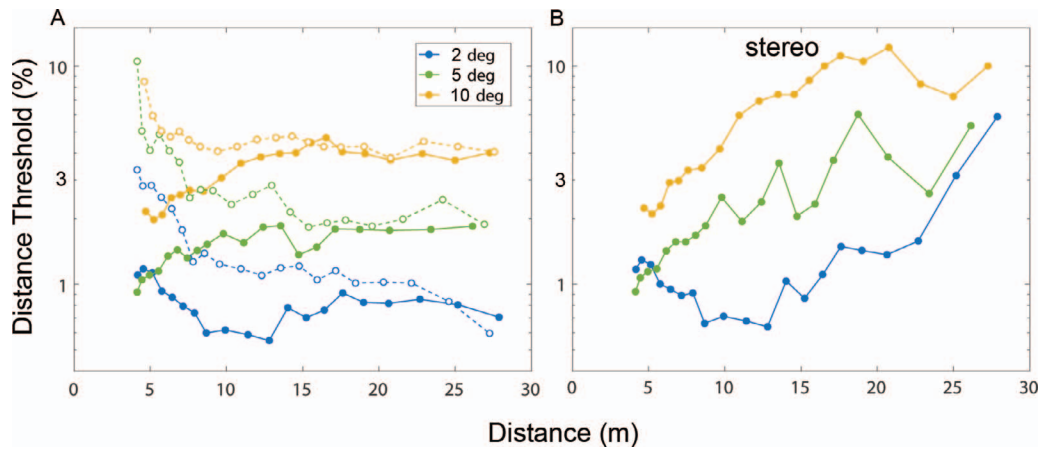 A
B
stereo
2 deg
5 deg
10 deg
Distance Threshold (%)
10
3
1
0 5 10 15 20 25 30
10
3
1
0 5 10 15 20 25 30
Distance (m)